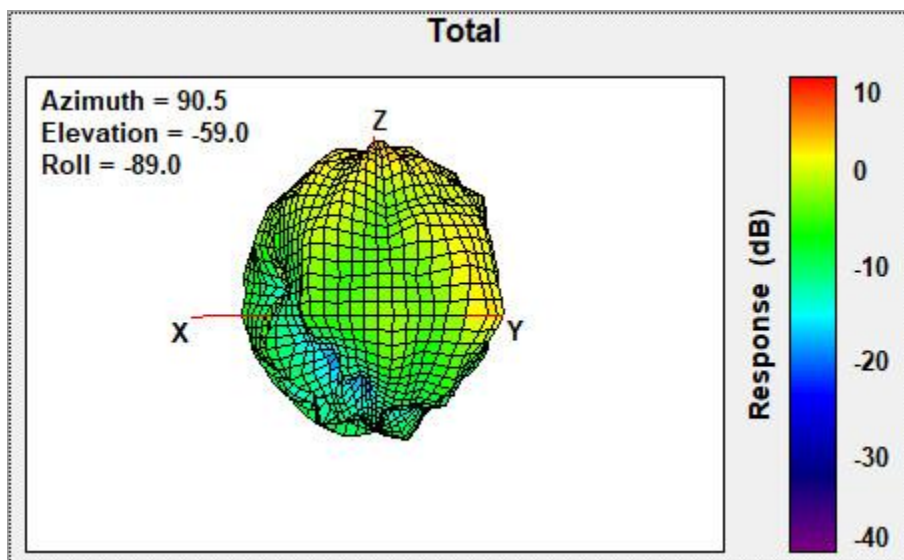 Total
Azimuth = 90.5
Elevation = -59.0
Roll = -89.0
Z
X
Y
Response (dB)
10
0
-10
-20
-30
-40